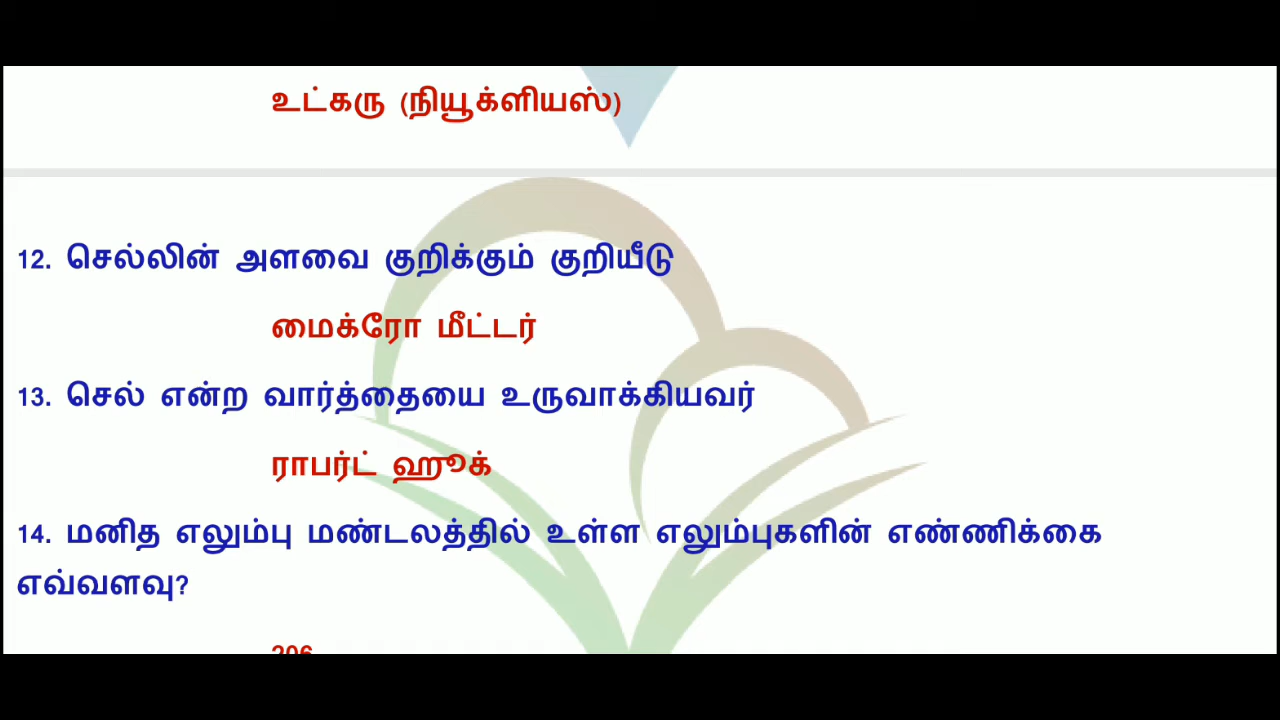 உட்கரு (நியூக்ளியஸ்)
12. செல்லின் அளவை குறிக்கும் குறியீடு
மைக்ரோ மீட்டர்
13. செல் என்ற வார்த்தையை உருவாக்கியவர்
ராபர்ட் ஹூக்
14. மனித எலும்பு மண்டலத்தில் உள்ள எலும்புகளின் எண்ணிக்கை
எவ்வளவு?
206